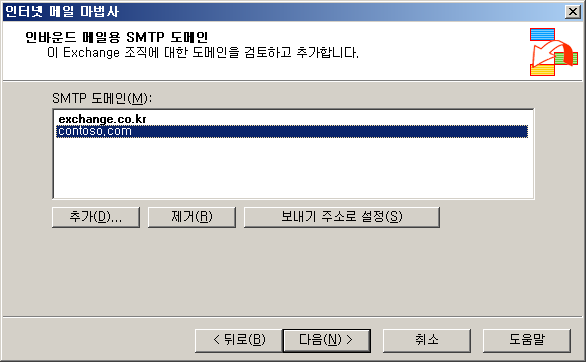 인터넷 메일 마법사
인바운드 메일용 SMTP 도메인
이 Exchange 조직에 대한 도메인을 검토하고 추가합니다.
SMTP 도메인(M):
exchange.co.kr
contoso.com
추가(D)... 제거(R) 보내기 주소로 설정(S)
< 뒤로(B) 다음(N) > 취소 도움말